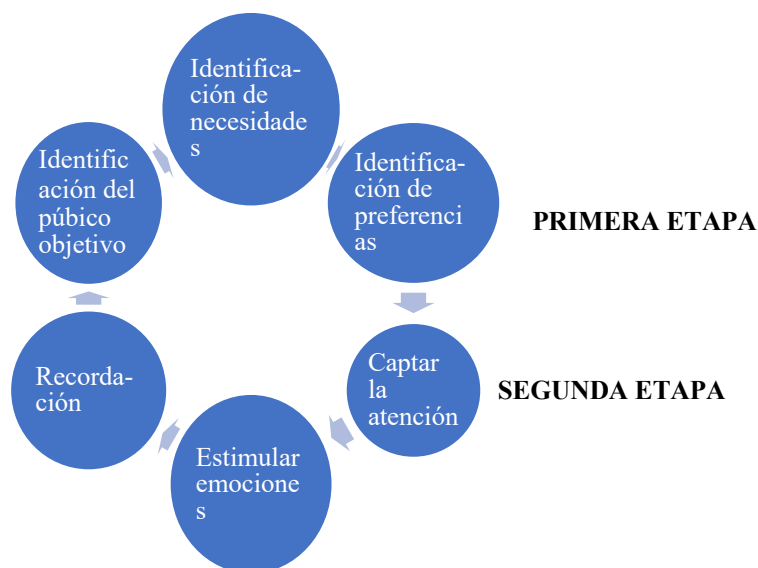 Identifica-
ción de
necesidade
s
Identific
ación del
púbico
objetivo
Identifica-
ción de
preferenci
as
PRIMERA ETAPA
Captar
la
atención
SEGUNDA ETAPA
Recorda-
ción
Estimular
emocione
s